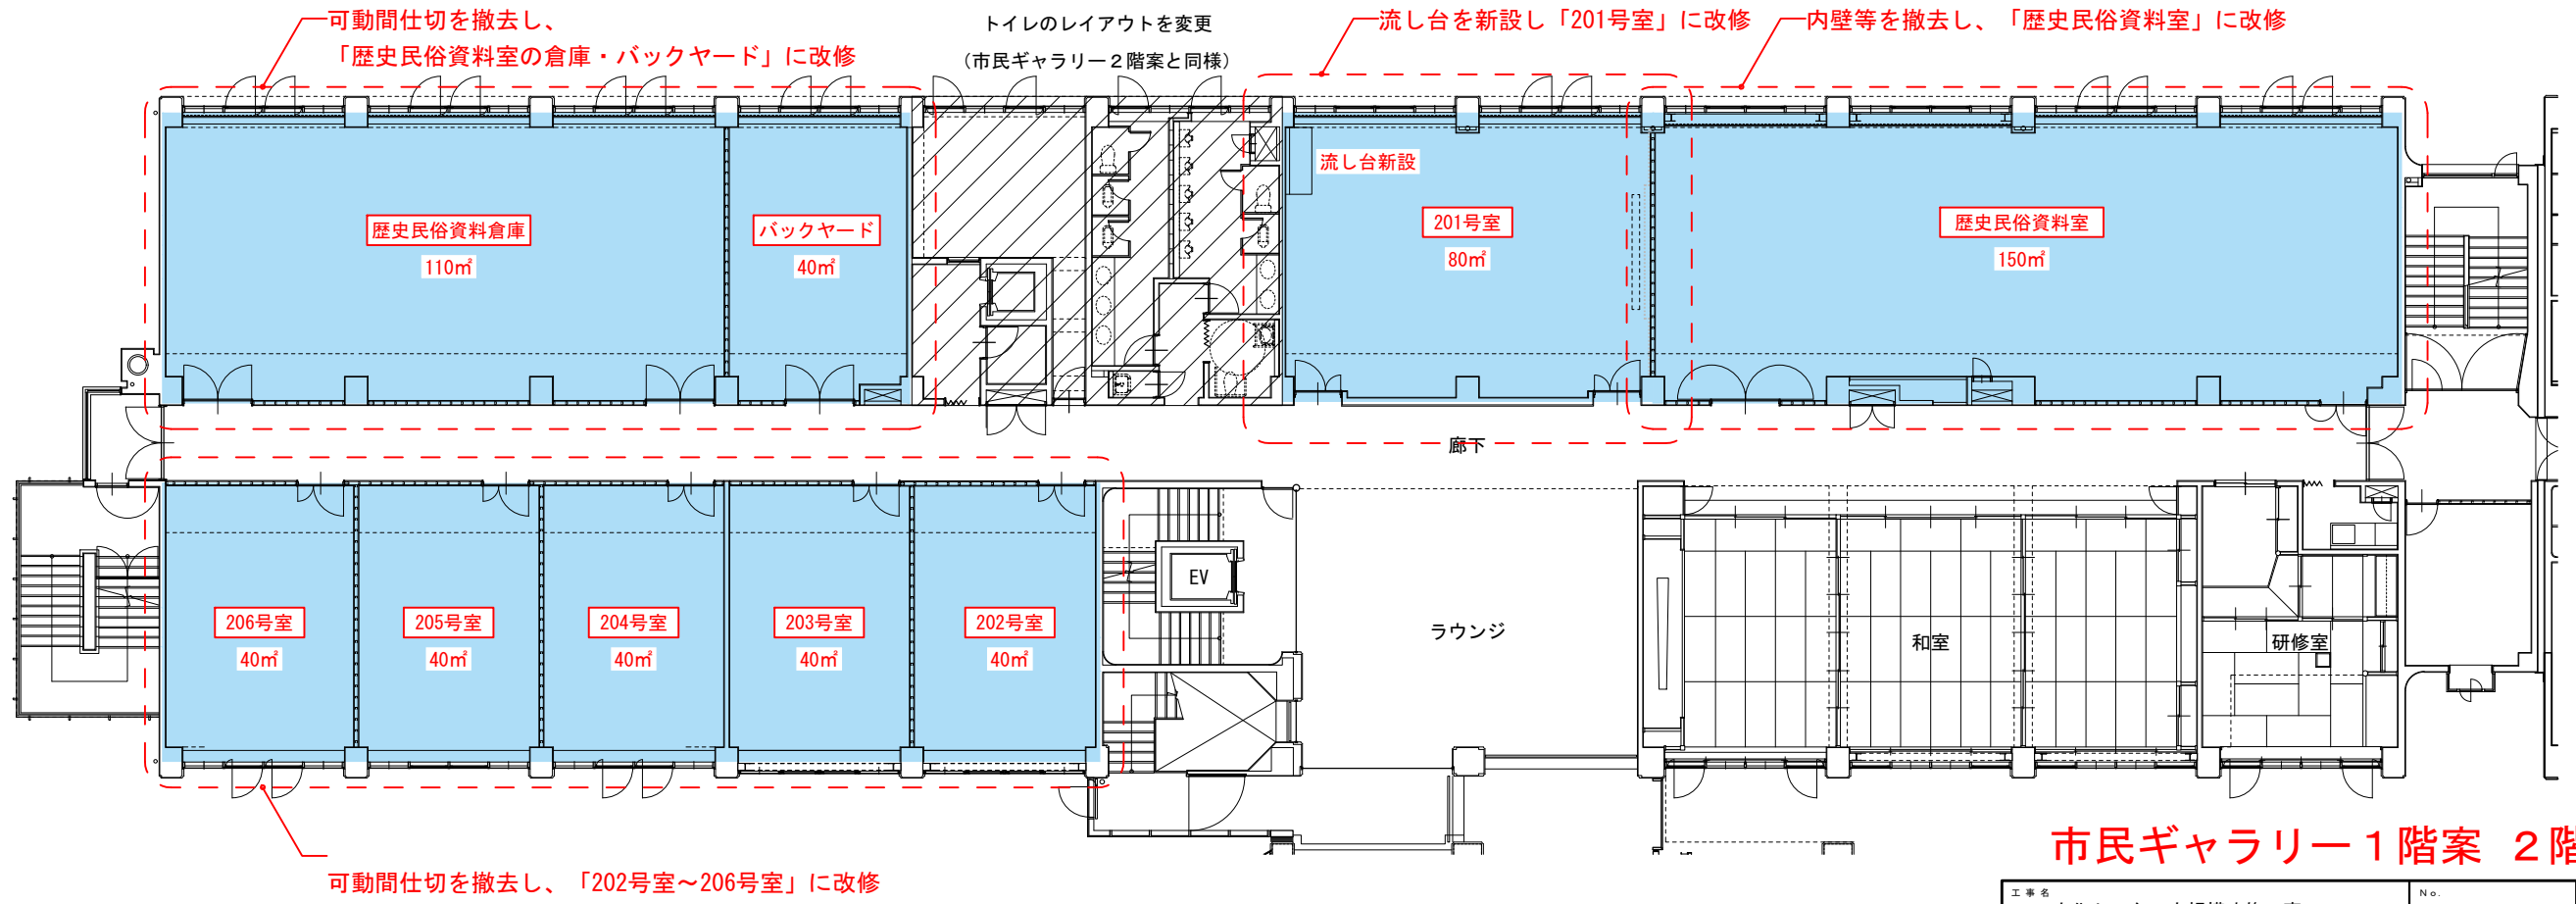 可動間仕切を撤去し、
「歴史民俗資料室の倉庫・バックヤード」に改修
トイレのレイアウトを変更
(市民ギャラリー２階案と同様)
流し台を新設し「201号室」に改修
内壁等を撤去し、「歴史民俗資料室」に改修
流し台新設
歴史民俗資料倉庫
110㎡
バックヤード
40㎡
201号室
80㎡
歴史民俗資料室
150㎡
廊下
EV
206号室
40㎡
205号室
40㎡
204号室
40㎡
203号室
40㎡
202号室
40㎡
ラウンジ
和室
研修室
可動間仕切を撤去し、「202号室～206号室」に改修
市民ギャラリー１階案 ２階
工事名
No.